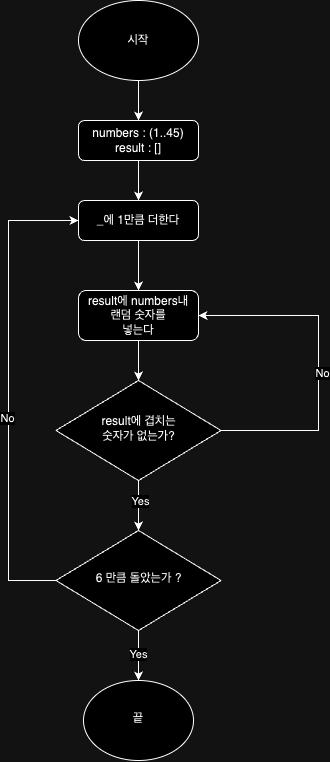 시작
numbers : (1..45)
result : []
_에 1만큼 더한다
result에 numbers내
랜덤 숫자를
넣는다
No
result에 겹치는
숫자가 없는가?
No
Yes
6 만큼 돌았는가 ?
Yes
끝